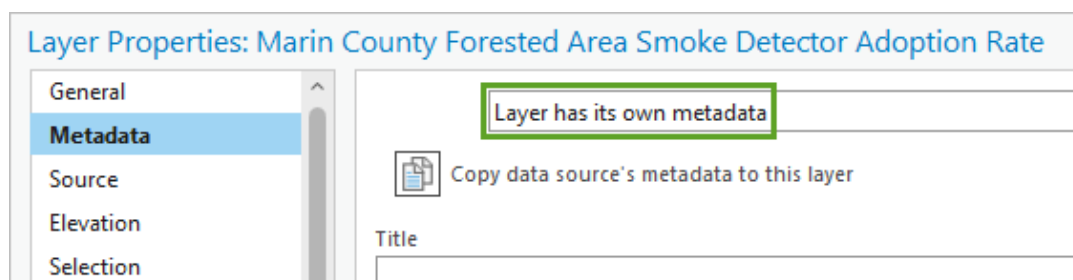 Layer Properties: Marin County Forested Area Smoke Detector Adoption Rate
General
Metadata
Source
Elevation
Selection
Layer has its own metadata
Copy data source's metadata to this layer
Title